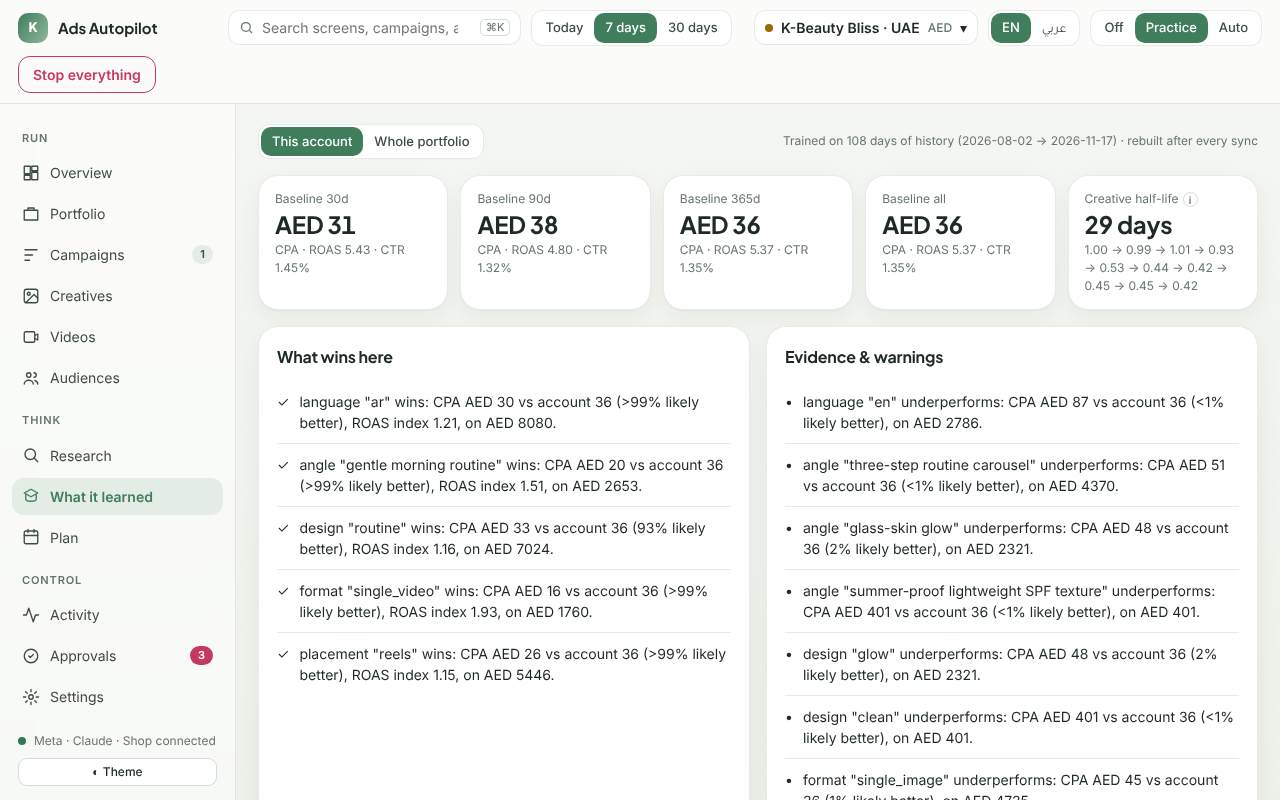 K
Ads Autopilot
Search screens, campaigns, a
⌘K
Today 7 days 30 days
K-Beauty Bliss · UAE AED ▾
EN عربي
Off Practice Auto
Stop everything
RUN
Overview
Portfolio
Campaigns 1
Creatives
Videos
Audiences
THINK
Research
What it learned
Plan
CONTROL
Activity
Approvals 3
Settings
Meta · Claude · Shop connected
Theme
This account Whole portfolio
Trained on 108 days of history (2026-08-02 → 2026-11-17) · rebuilt after every sync
Baseline 30d
AED 31
CPA · ROAS 5.43 · CTR
1.45%
Baseline 90d
AED 38
CPA · ROAS 4.80 · CTR
1.32%
Baseline 365d
AED 36
CPA · ROAS 5.37 · CTR
1.35%
Baseline all
AED 36
CPA · ROAS 5.37 · CTR
1.35%
Creative half-life i
29 days
1.00 → 0.99 → 1.01 → 0.93
→ 0.53 → 0.44 → 0.42 →
0.45 → 0.45 → 0.42
What wins here
✓ language "ar" wins: CPA AED 30 vs account 36 (>99% likely
better), ROAS index 1.21, on AED 8080.
✓ angle "gentle morning routine" wins: CPA AED 20 vs account 36
(>99% likely better), ROAS index 1.51, on AED 2653.
✓ design "routine" wins: CPA AED 33 vs account 36 (93% likely
better), ROAS index 1.16, on AED 7024.
✓ format "single_video" wins: CPA AED 16 vs account 36 (>99%
likely better), ROAS index 1.93, on AED 1760.
✓ placement "reels" wins: CPA AED 26 vs account 36 (>99% likely
better), ROAS index 1.15, on AED 5446.
Evidence & warnings
• language "en" underperforms: CPA AED 87 vs account 36 (<1%
likely better), on AED 2786.
• angle "three-step routine carousel" underperforms: CPA AED 51
vs account 36 (<1% likely better), on AED 4370.
• angle "glass-skin glow" underperforms: CPA AED 48 vs account
36 (2% likely better), on AED 2321.
• angle "summer-proof lightweight SPF texture" underperforms:
CPA AED 401 vs account 36 (<1% likely better), on AED 401.
• design "glow" underperforms: CPA AED 48 vs account 36 (2%
likely better), on AED 2321.
• design "clean" underperforms: CPA AED 401 vs account 36 (<1%
likely better), on AED 401.
• format "single_image" underperforms: CPA AED 45 vs account
36 (1% likely better), on AED 4735.